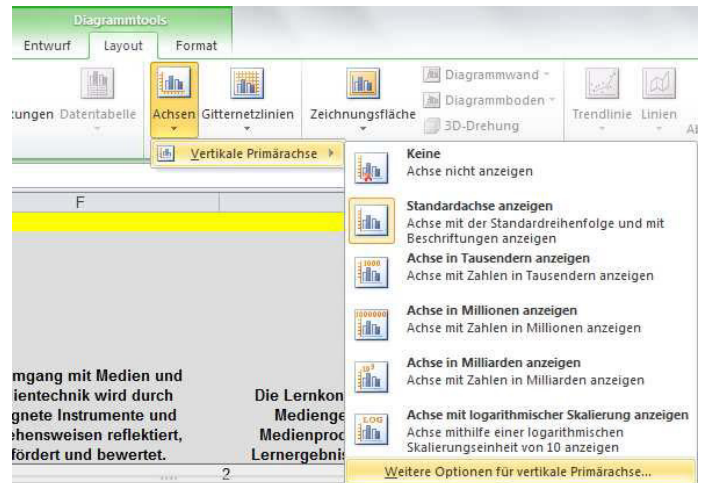 Diagrammtools
Entwurf Layout Format
Datentabelle Achsen Gitternetzlinien Zeichnungsfläche Diagrammwand Diagrammboden 3D-Drehung Trendlinie Linien
Vertikale Primärachse
Keine
Achse nicht anzeigen
Standardachse anzeigen
Achse mit der Standardreihenfolge und mit
Beschriftungen anzeigen
Achse in Tausendern anzeigen
Achse mit Zahlen in Tausendern anzeigen
Achse in Millionen anzeigen
Achse mit Zahlen in Millionen anzeigen
Achse in Milliarden anzeigen
Achse mit Zahlen in Milliarden anzeigen
Achse mit logarithmischer Skalierung anzeigen
Achse mithilfe einer logarithmischen
Skalierungseinheit von 10 anzeigen
Weitere Optionen für vertikale Primärachse...
F
mgang mit Medien und
ientechnik wird durch
gnete Instrumente und
ehensweisen reflektiert,
fördert und bewertet.
Die Lernkon
Medienge
Medienproc
Lernergebni
2